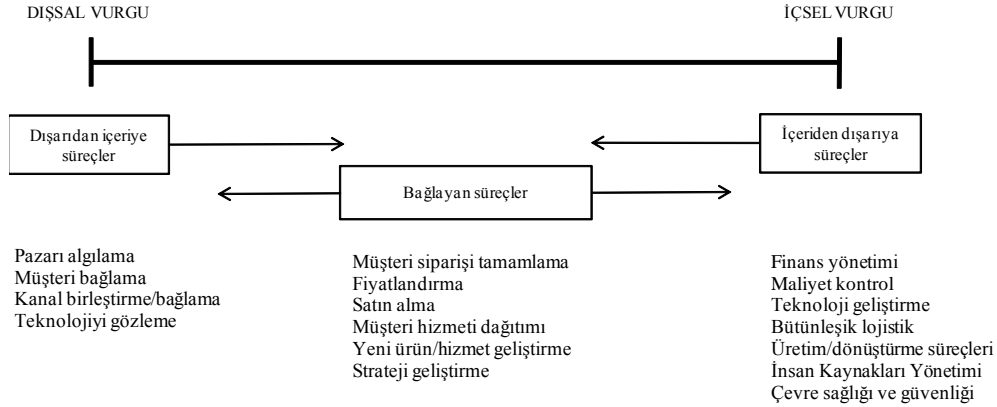 DIŞSAL VURGU
İÇSEL VURGU
Dışarıdan içeriye
süreçler
İçeriden dışarıya
süreçler
Bağlayan süreçler
Pazarı algılama
Müşteri bağlama
Kanal birleştirme/bağlama
Teknolojiyi gözleme
Müşteri siparişi tamamlama
Fiyatlandırma
Satın alma
Müşteri hizmeti dağıtımı
Yeni ürün/hizmet geliştirme
Strateji geliştirme
Finans yönetimi
Maliyet kontrol
Teknoloji geliştirme
Bütünleşik lojistik
Üretim/dönüştürme süreçleri
İnsan Kaynakları Yönetimi
Çevre sağlığı ve güvenliği